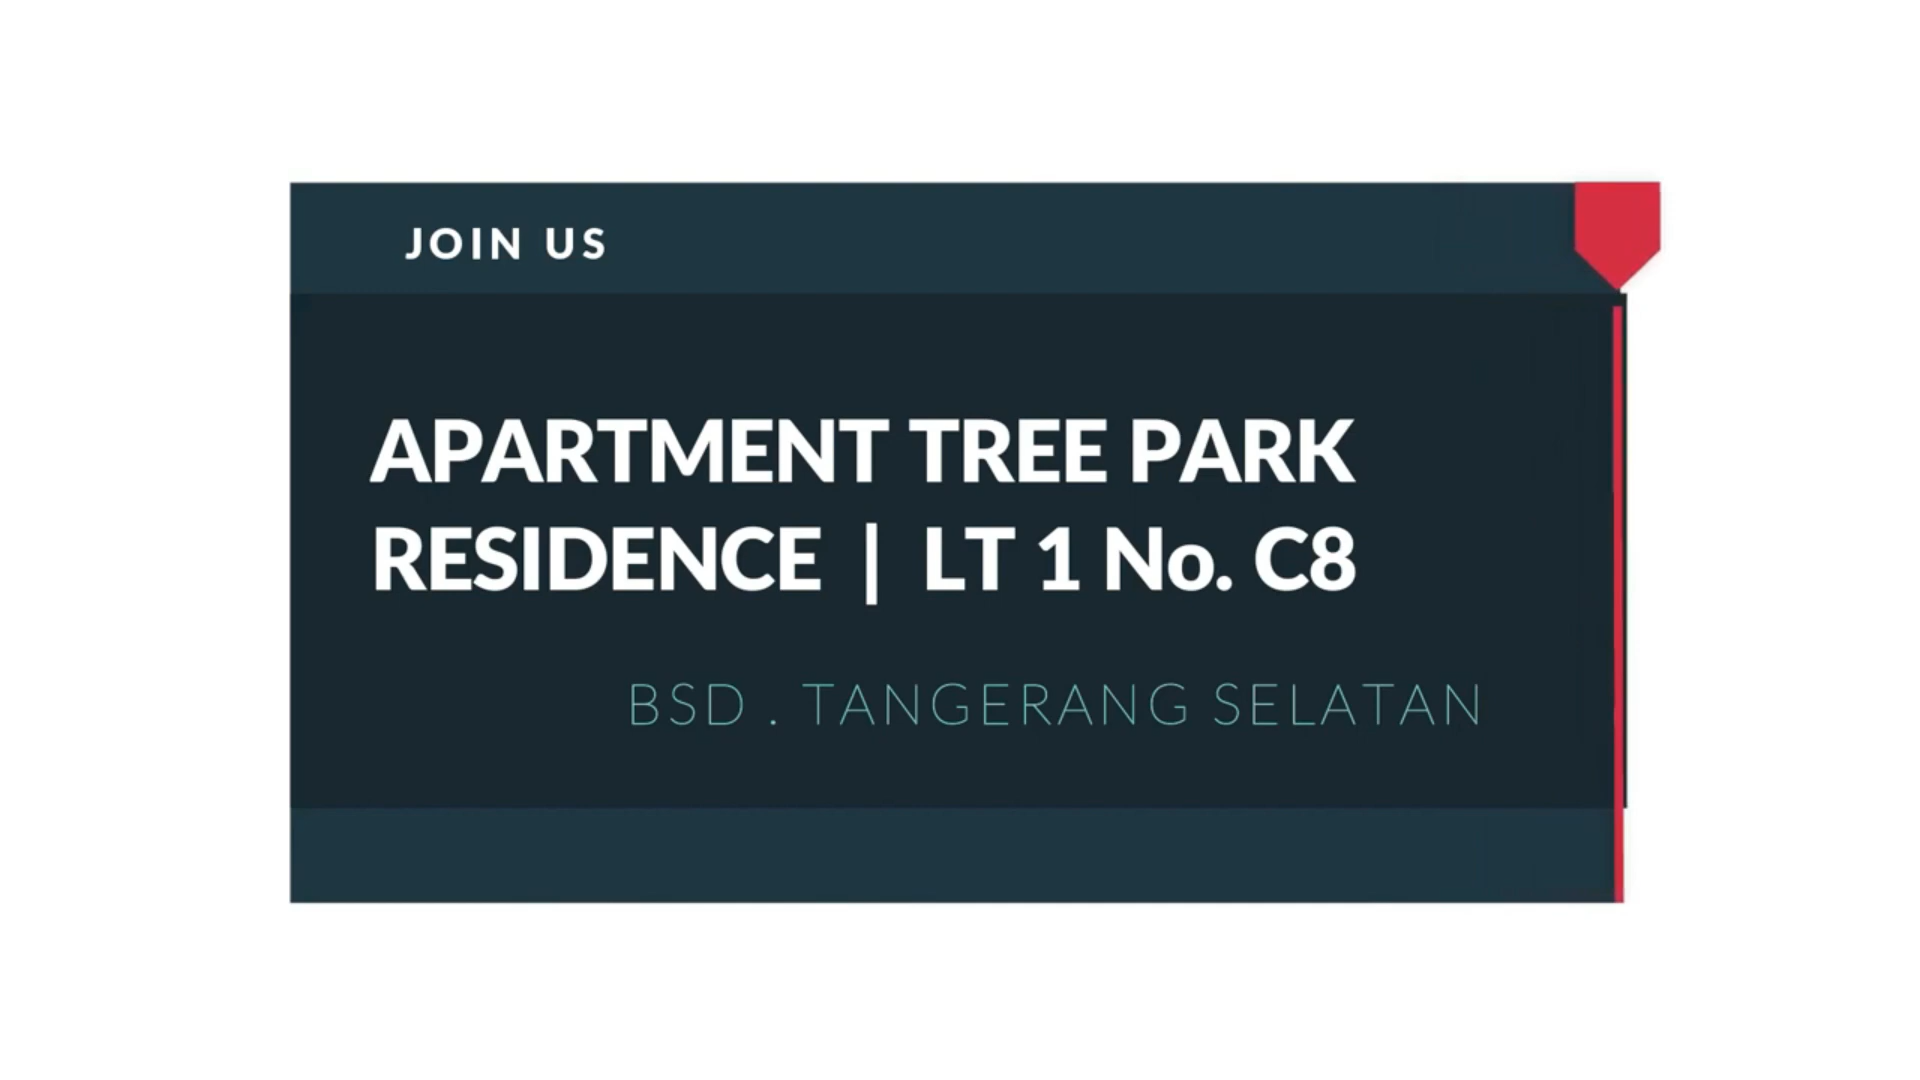 JOIN US
APARTMENT TREE PARK
RESIDENCE | LT 1 No. C8
BSD . TANGERANG SELATAN